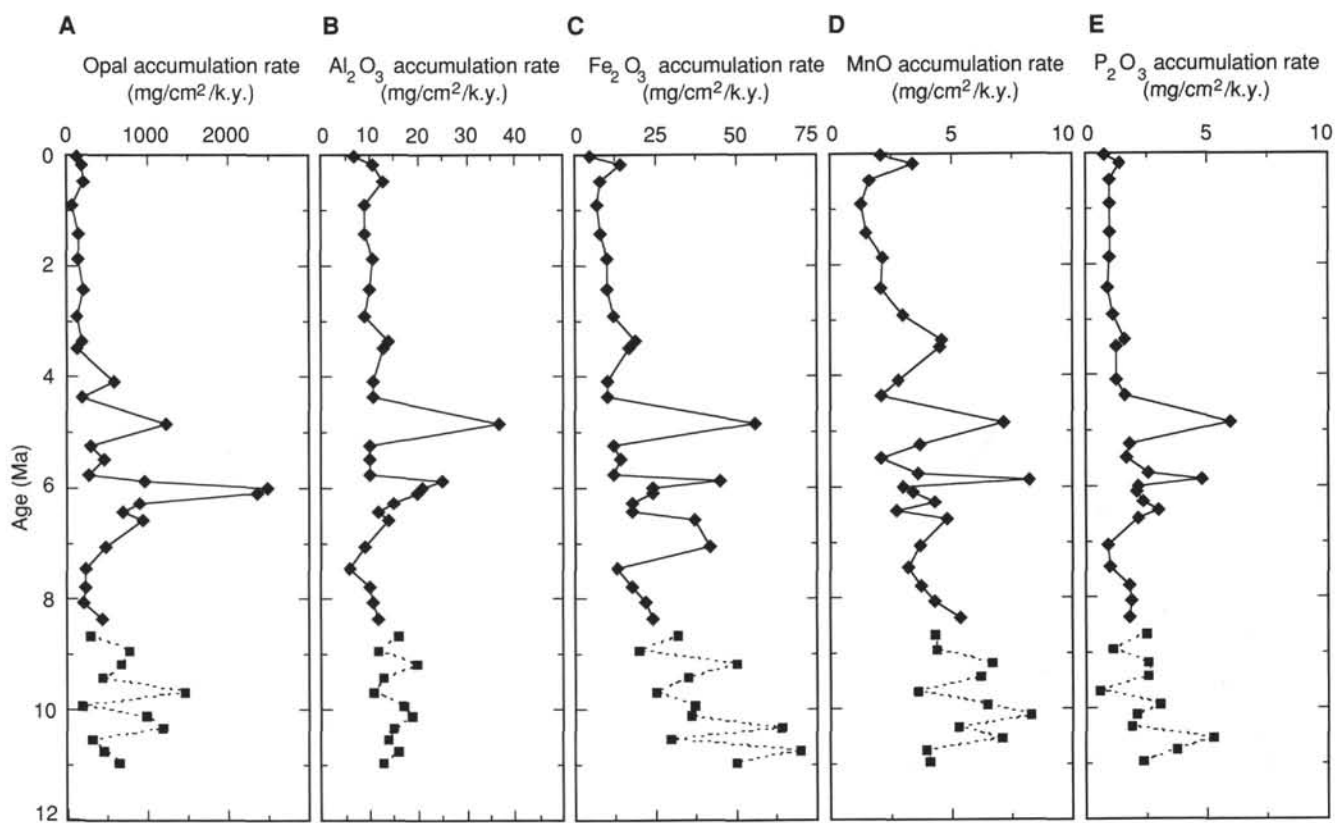 A
B
C
D
E
Opal accumulation rate
(mg/cm²/k.y.)
Al₂O₃ accumulation rate
(mg/cm²/k.y.)
Fe₂O₃ accumulation rate
(mg/cm²/k.y.)
MnO accumulation rate
(mg/cm²/k.y.)
P₂O₃ accumulation rate
(mg/cm²/k.y.)
0 1000 2000
0 10 20 30 40
0 25 50 75
0 5 10
0 5 10
Age (Ma)
0
2
4
6
8
10
12